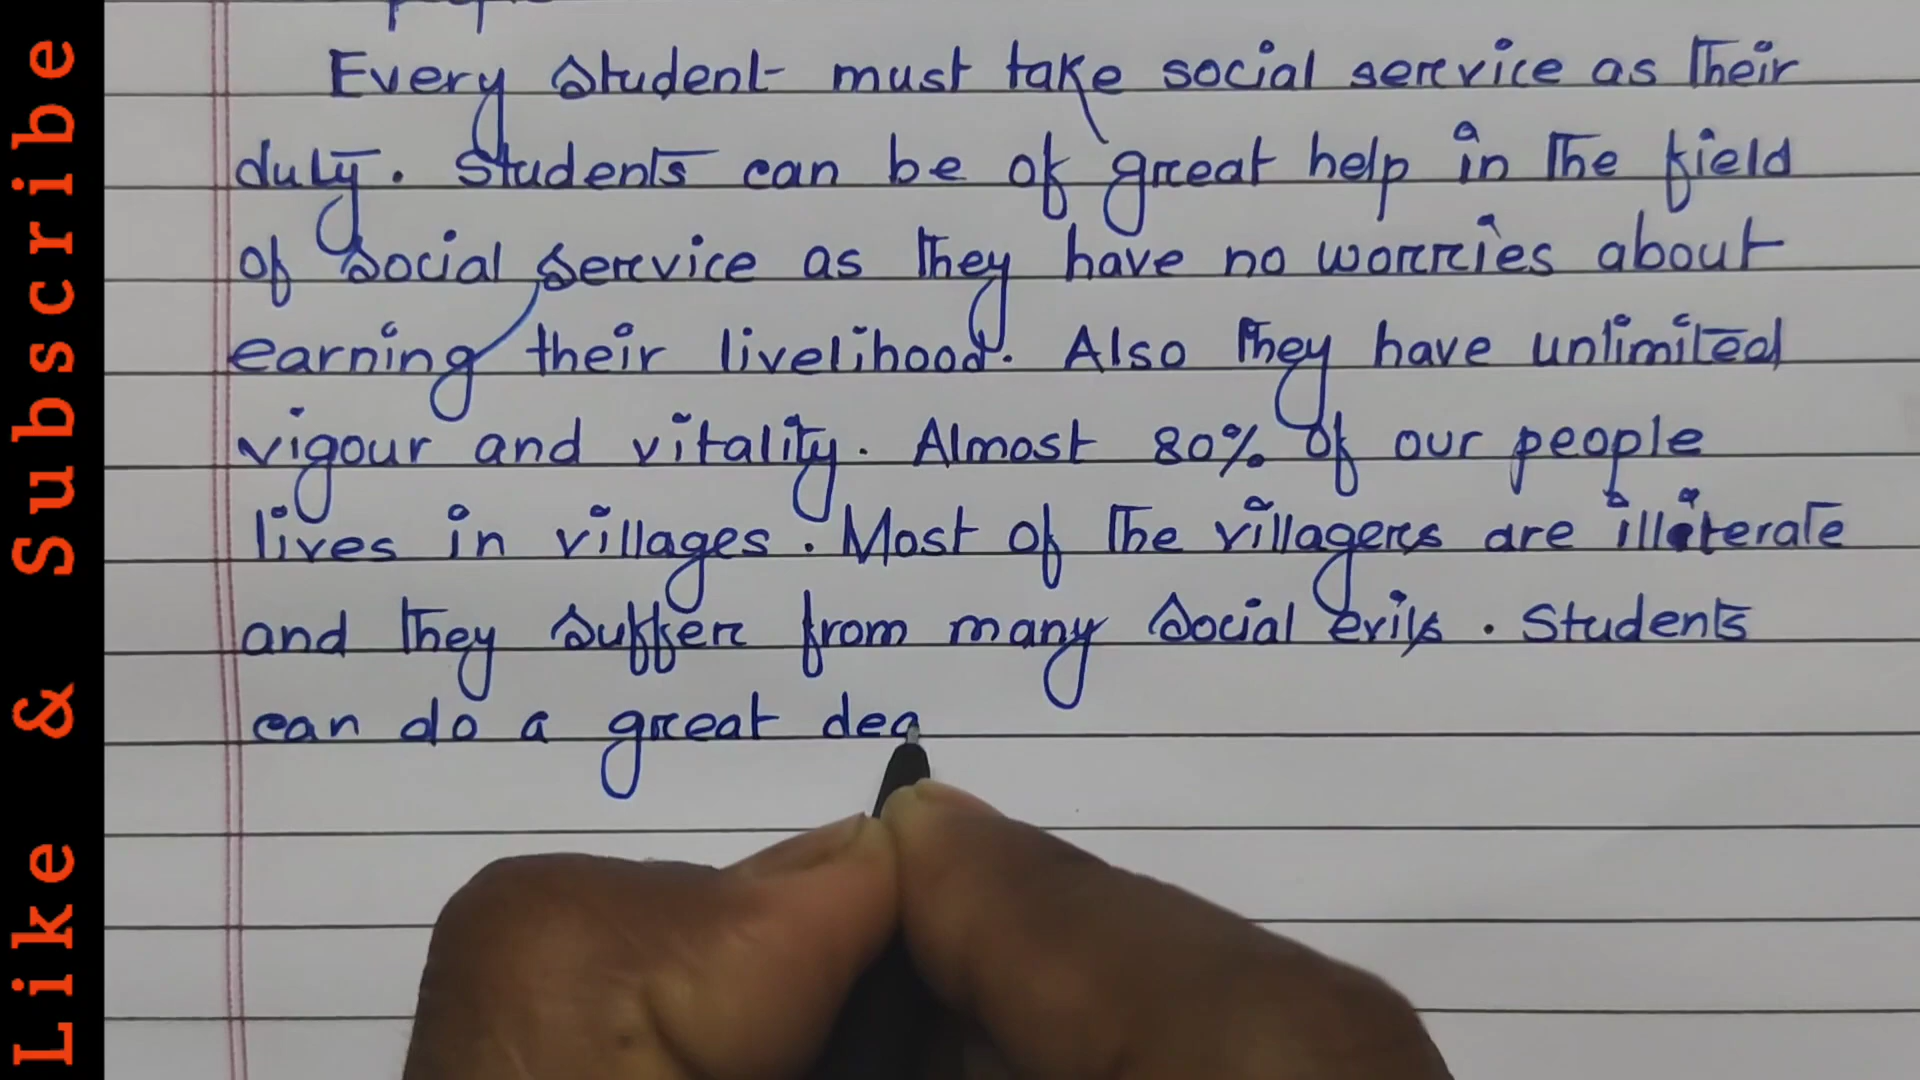 Like & Subscribe
Every student must take social service as their
duty. Students can be of great help in the field
of social service as they have no worries about
earning their livelihood. Also they have unlimited
vigour and vitality. Almost 80% of our people
lives in villages. Most of the villagers are illiterate
and they suffer from many social evils. Students
can do a great dea